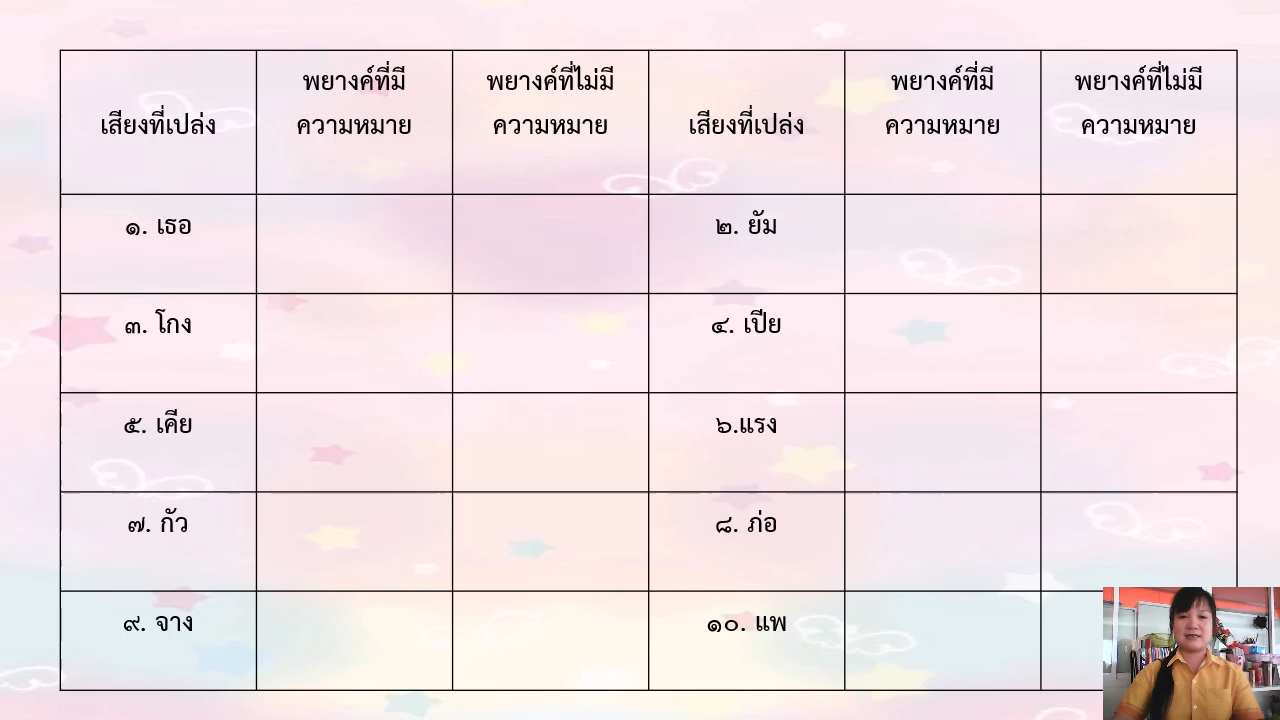 เสียงที่เปล่ง
พยางค์ที่มี
ความหมาย
พยางค์ที่ไม่มี
ความหมาย
เสียงที่เปล่ง
พยางค์ที่มี
ความหมาย
พยางค์ที่ไม่มี
ความหมาย
๑. เธอ
๒. ยัม
๓. โกง
๔. เปีย
๕. เคีย
๖.แรง
๗. กัว
๘. ภ่อ
๙. จาง
๑๐. แพ